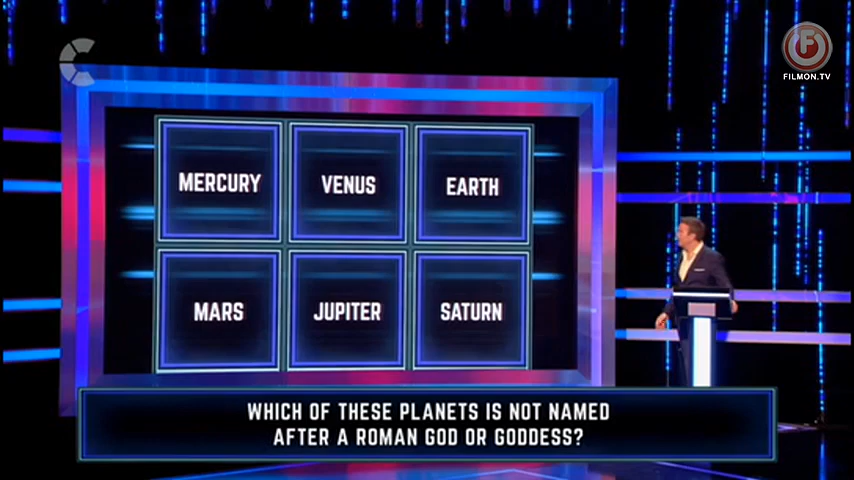 FILMON.TV
MERCURY
VENUS
EARTH
MARS
JUPITER
SATURN
WHICH OF THESE PLANETS IS NOT NAMED
AFTER A ROMAN GOD OR GODDESS?